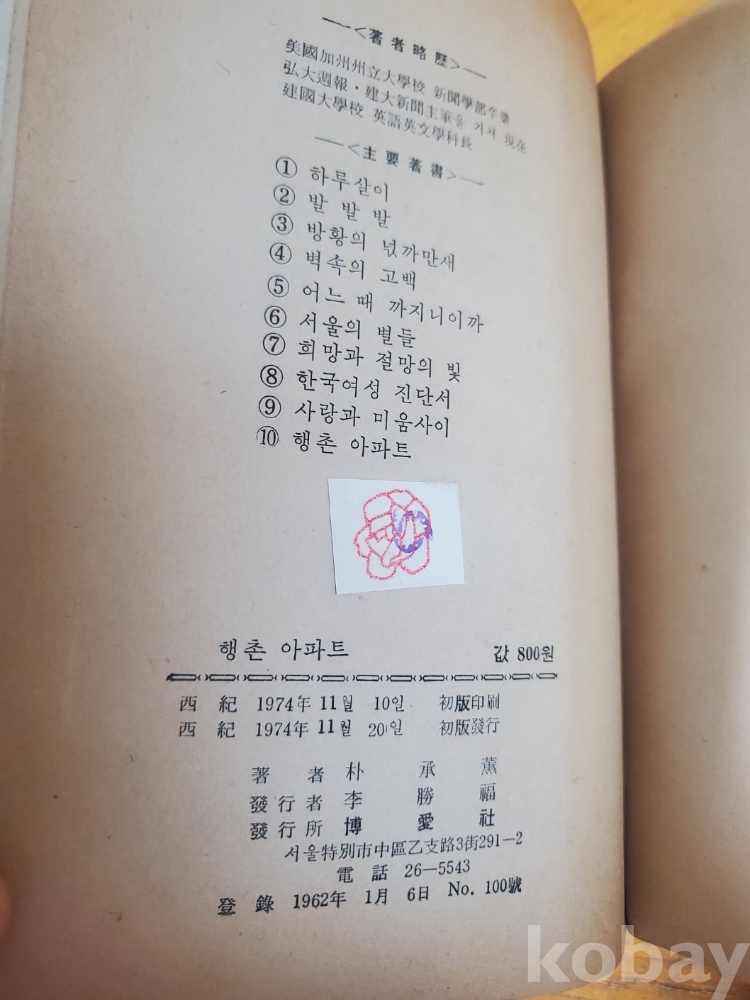 <著者略歷>
美國加州州立大學校 新聞學部卒業
弘大週報·建大新聞主筆을 거쳐 現在
建國大學校 英語英文學科長
<主要著書>
① 하루살이
② 발 발 발
③ 방황의 넋까만새
④ 벽속의 고백
⑤ 어느 때 까지니이까
⑥ 서울의 별들
⑦ 희망과 절망의 빛
⑧ 한국여성 진단서
⑨ 사랑과 미움사이
⑩ 행촌 아파트
행촌 아파트 값 800원
西紀 1974年 11월 10일 初版印刷
西紀 1974年 11월 20일 初版發行
著者 朴承薰
發行者 李勝福
發行所 博愛社
서울特別市中區乙支路3街291-2
電話 26-5543
登錄 1962年 1月 6日 No. 100號
kobay